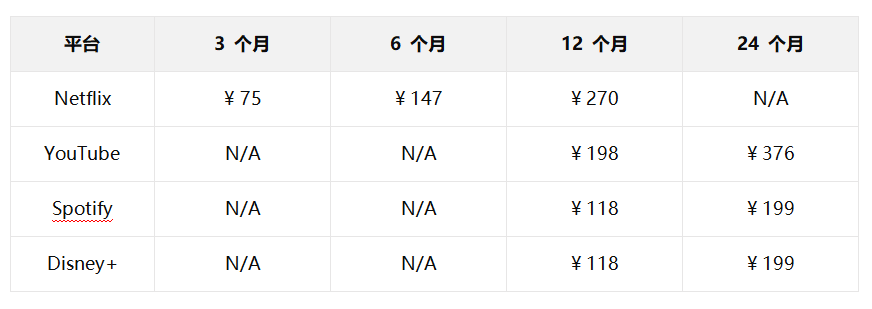 平台 3 个月 6 个月 12 个月 24 个月
Netflix ¥75 ¥147 ¥270 N/A
YouTube N/A N/A ¥198 ¥376
Spotify N/A N/A ¥118 ¥199
Disney+ N/A N/A ¥118 ¥199